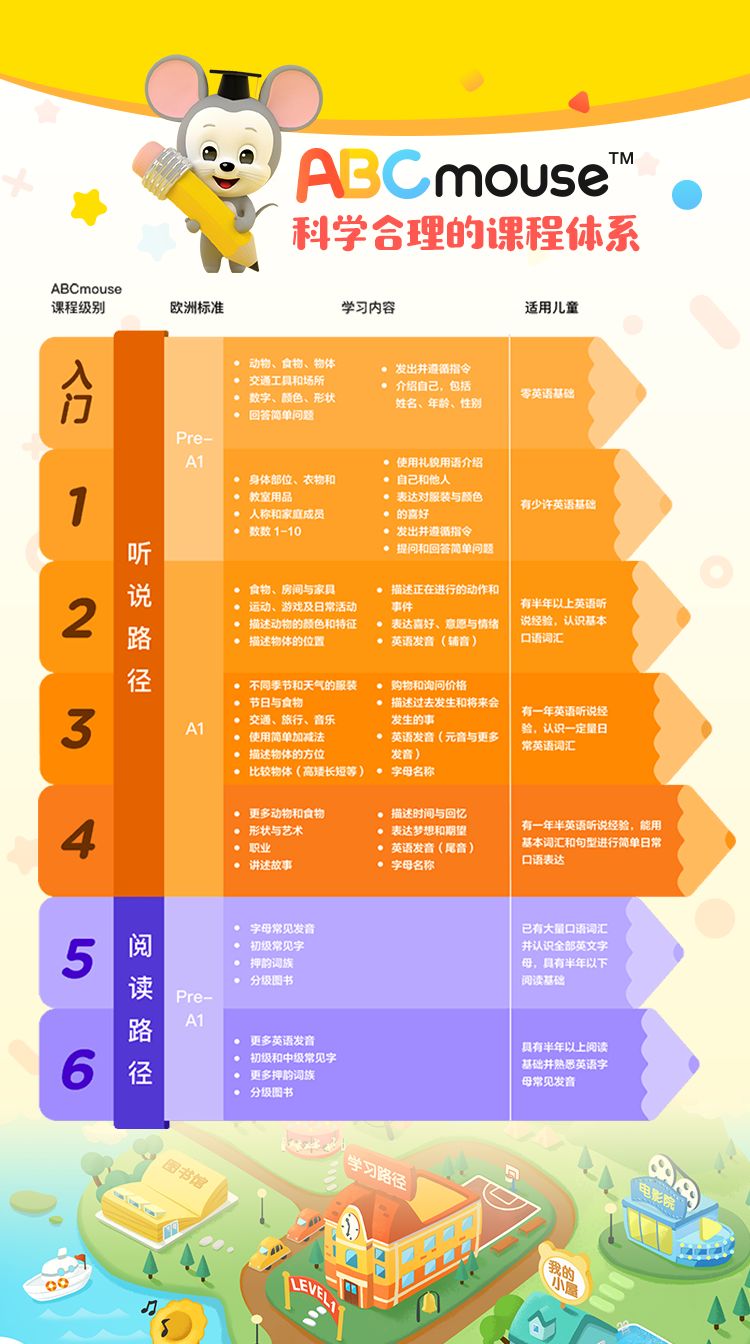 ABCmouse™
科学合理的课程体系
ABCmouse
课程级别
欧洲标准
学习内容
适用儿童
入
门
听说路径
Pre-
A1
动物、食物、物体
交通工具和场所
数字、颜色、形状
回答简单问题
发出并遵循指令
介绍自己，包括
姓名、年龄、性别
零英语基础
1
身体部位、衣物和
教室用品
人称和家庭成员
数数 1-10
使用礼貌用语介绍
自己和他人
表达对服装与颜色
的喜好
发出并遵循指令
提问和回答简单问题
有少许英语基础
2
A1
食物、房间与家具
运动、游戏及日常活动
描述动物的颜色和特征
描述物体的位置
描述正在进行的动作和
事件
表达喜好、意愿与情绪
英语发音（辅音）
有半年以上英语听
说经验，认识基本
口语词汇
3
不同季节和天气的服装
节日与食物
交通、旅行、音乐
使用简单加减法
描述物体的方位
比较物体（高矮长短等）
购物和询问价格
描述过去发生和将来会
发生的事
英语发音（元音与更多
发音）
字母名称
有一年英语听说经
验，认识一定量日
常英语词汇
4
更多动物和食物
形状与艺术
职业
讲述故事
描述时间与回忆
表达梦想和期望
英语发音（尾音）
字母名称
有一年半英语听说经验，能用
基本词汇和句型进行简单日常
口语表达
5
阅读路径
Pre-
A1
字母常见发音
初级常见字
押韵词族
分级图书
已有大量口语词汇
并认识全部英文字
母，具有半年以下
阅读基础
6
更多英语发音
初级和中级常见字
更多押韵词族
分级图书
具有半年以上阅读
基础并熟悉英语字
母常见发音
图书馆
学习路径
电影院
LEVEL1
我的
小屋